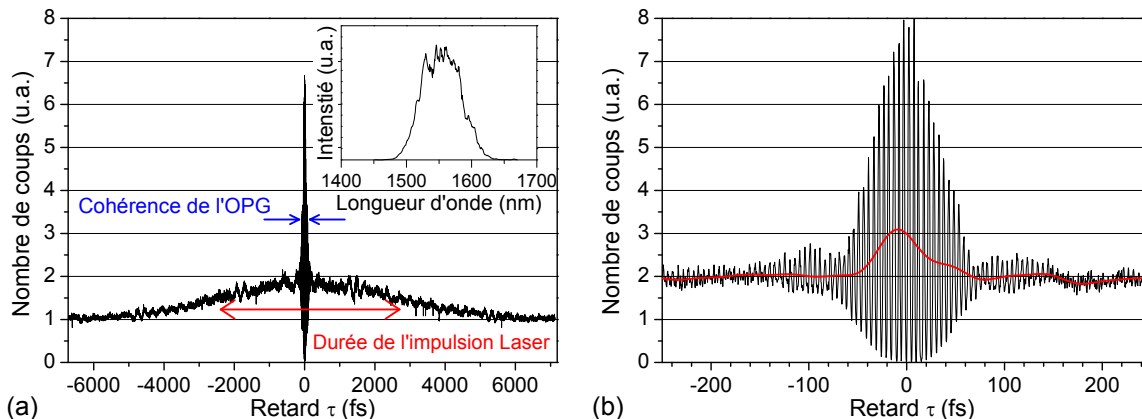 8
7
6
5
4
3
2
1
0
Nombre de coups (u.a.)
-6000 -4000 -2000 0 2000 4000 6000
Retard τ (fs)
(a)
Cohérence de l'OPG
Durée de l'impulsion Laser
Intenstié (u.a.)
1400 1500 1600 1700
Longueur d'onde (nm)
8
7
6
5
4
3
2
1
0
Nombre de coups (u.a.)
-200 -100 0 100 200
Retard τ (fs)
(b)